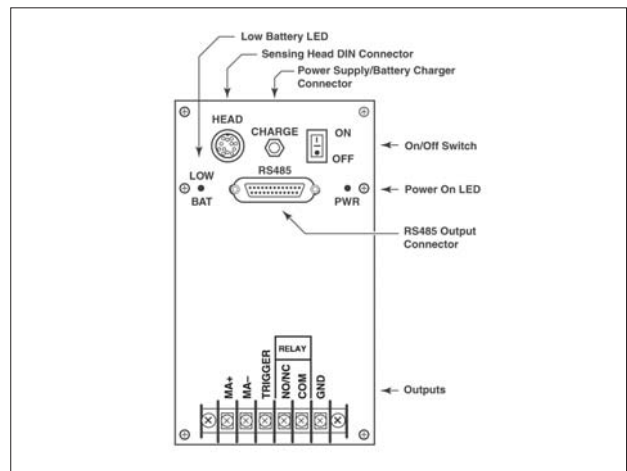 Low Battery LED
Sensing Head DIN Connector
Power Supply/Battery Charger
Connector
HEAD
CHARGE
ON
OFF
On/Off Switch
LOW
BAT
RS485
PWR
Power On LED
RS485 Output
Connector
RELAY
MA+
MA–
TRIGGER
NO/NC
COM
GND
Outputs